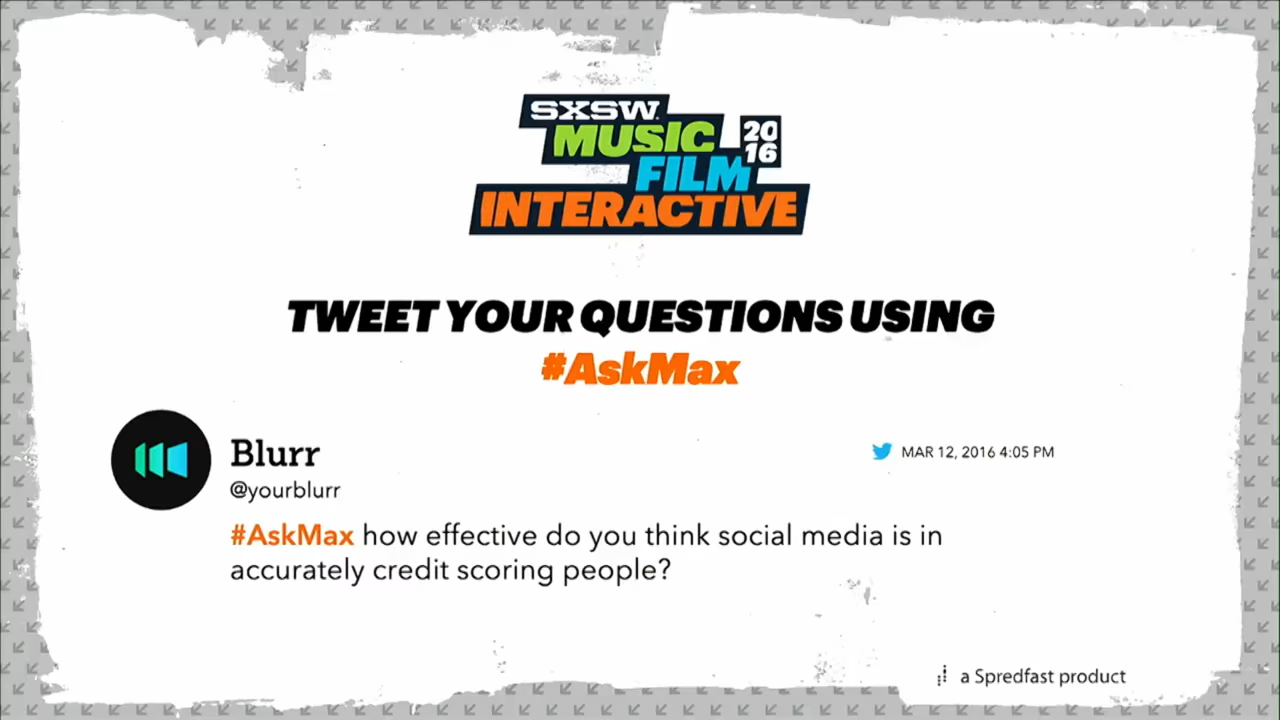 SXSW.
MUSIC
2016
FILM
INTERACTIVE
TWEET YOUR QUESTIONS USING
#AskMax
Blurr
MAR 12, 2016 4:05 PM
@yourblurr
#AskMax how effective do you think social media is in
accurately credit scoring people?
a Spredfast product